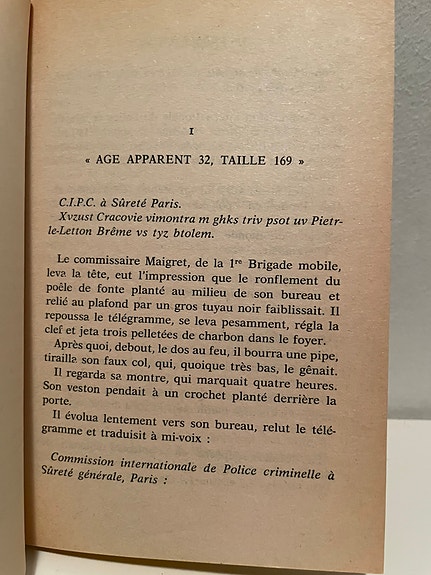 I
« AGE APPARENT 32, TAILLE 169 »
C.I.P.C. à Sûreté Paris.
Xvzust Cracovie vimontra m ghks triv psot uv Pietr-
le-Letton Brême vs tyz btolem.
Le commissaire Maigret, de la 1re Brigade mobile,
leva la tête, eut l'impression que le ronflement du
poêle de fonte planté au milieu de son bureau et
relié au plafond par un gros tuyau noir faiblissait. Il
repoussa le télégramme, se leva pesamment, régla la
clef et jeta trois pelletées de charbon dans le foyer.
Après quoi, debout, le dos au feu, il bourra une pipe,
tirailla son faux col, qui, quoique très bas, le gênait.
Il regarda sa montre, qui marquait quatre heures.
Son veston pendait à un crochet planté derrière la
porte.
Il évolua lentement vers son bureau, relut le télé-
gramme et traduisit à mi-voix :
Commission internationale de Police criminelle à
Sûreté générale, Paris :